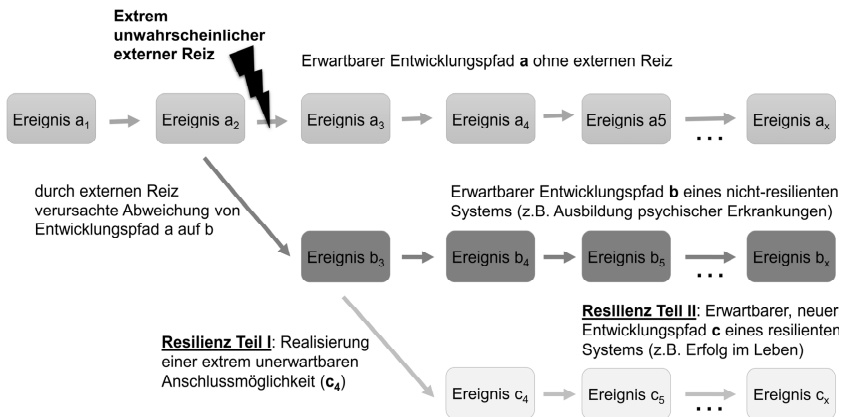 Extrem
unwahrscheinlicher
externer Reiz
Erwartbarer Entwicklungspfad a ohne externen Reiz
Ereignis a₁
Ereignis a₂
Ereignis a₃
Ereignis a₄
Ereignis a5
...
Ereignis aₓ
durch externen Reiz
verursachte Abweichung von
Entwicklungspfad a auf b
Erwartbarer Entwicklungspfad b eines nicht-resilienten
Systems (z.B. Ausbildung psychischer Erkrankungen)
Ereignis b₃
Ereignis b₄
Ereignis b₅
...
Ereignis bₓ
Resilienz Teil I: Realisierung
einer extrem unerwartbaren
Anschlussmöglichkeit (c₄)
Resilienz Teil II: Erwartbarer, neuer
Entwicklungspfad c eines resilienten
Systems (z.B. Erfolg im Leben)
Ereignis c₄
Ereignis c₅
...
Ereignis cₓ